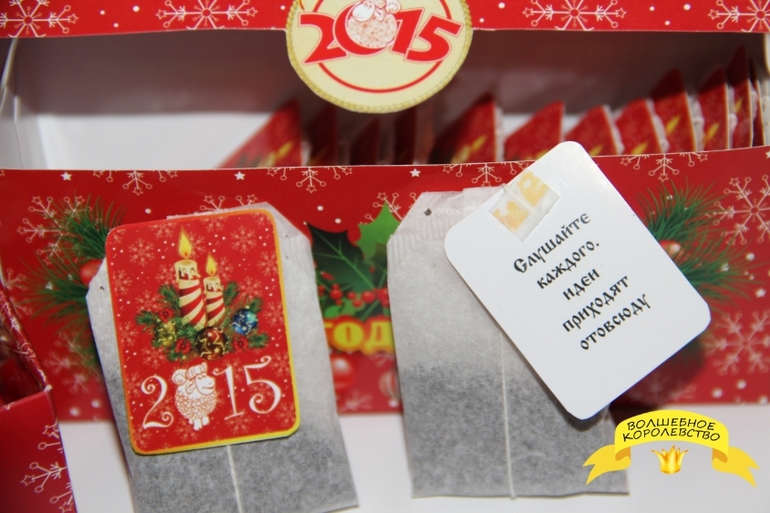 2015
ГОД
2015
Слушайте
каждого.
идеи
приходят
отовсюду
ВОЛШЕБНОЕ
КОРОЛЕВСТВО